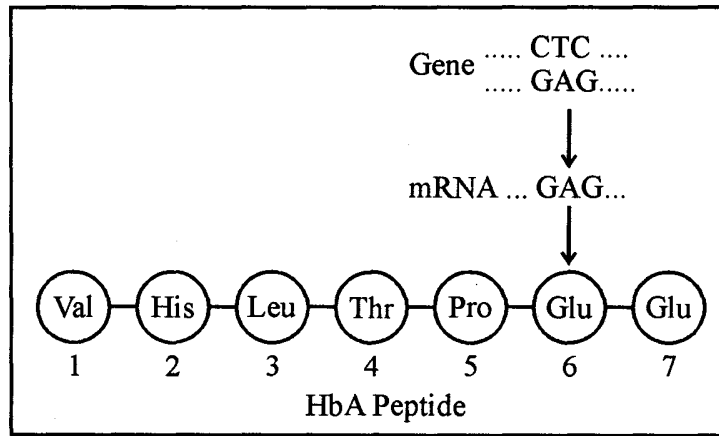 ..... CTC ....
Gene
..... GAG.....
mRNA ... GAG...
Val His Leu Thr Pro Glu Glu
1 2 3 4 5 6 7
HbA Peptide